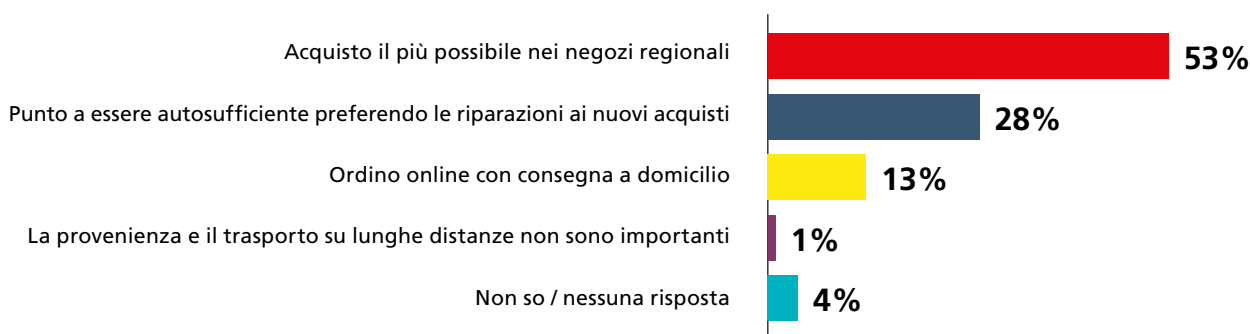 Acquisto il più possibile nei negozi regionali 53%
Punto a essere autosufficiente preferendo le riparazioni ai nuovi acquisti 28%
Ordino online con consegna a domicilio 13%
La provenienza e il trasporto su lunghe distanze non sono importanti 1%
Non so / nessuna risposta 4%